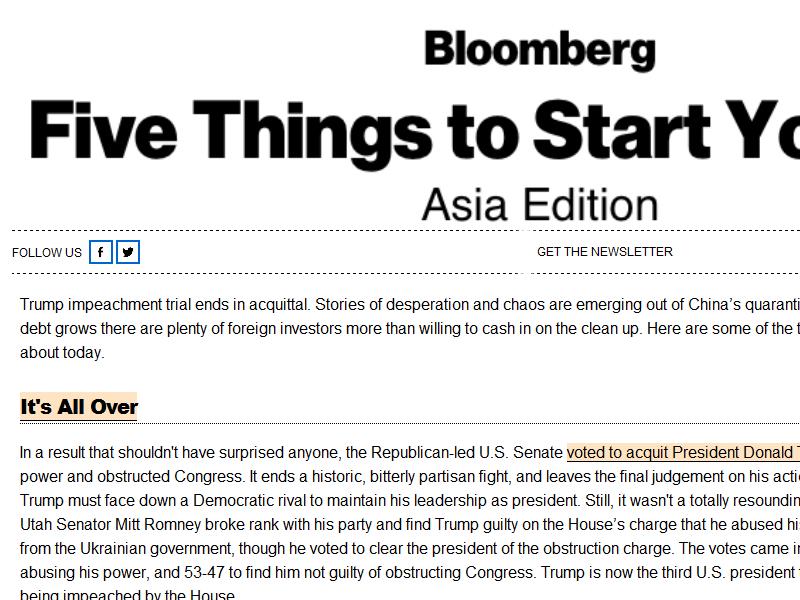 Bloomberg
Five Things to Start
Asia Edition
FOLLOW US
GET THE NEWSLETTER
Trump impeachment trial ends in acquittal. Stories of desperation and chaos are emerging out of China’s
debt grows there are plenty of foreign investors more than willing to cash in on the clean up. Here are some of the
about today.
It's All Over
In a result that shouldn't have surprised anyone, the Republican-led U.S. Senate voted to acquit President Donald
power and obstructed Congress. It ends a historic, bitterly partisan fight, and leaves the final judgement on his
Trump must face down a Democratic rival to maintain his leadership as president. Still, it wasn't a totally
Utah Senator Mitt Romney broke rank with his party and find Trump guilty on the House’s charge that he abused
from the Ukrainian government, though he voted to clear the president of the obstruction charge. The votes came
abusing his power, and 53-47 to find him not guilty of obstructing Congress. Trump is now the third U.S. president
being impeached by the House.